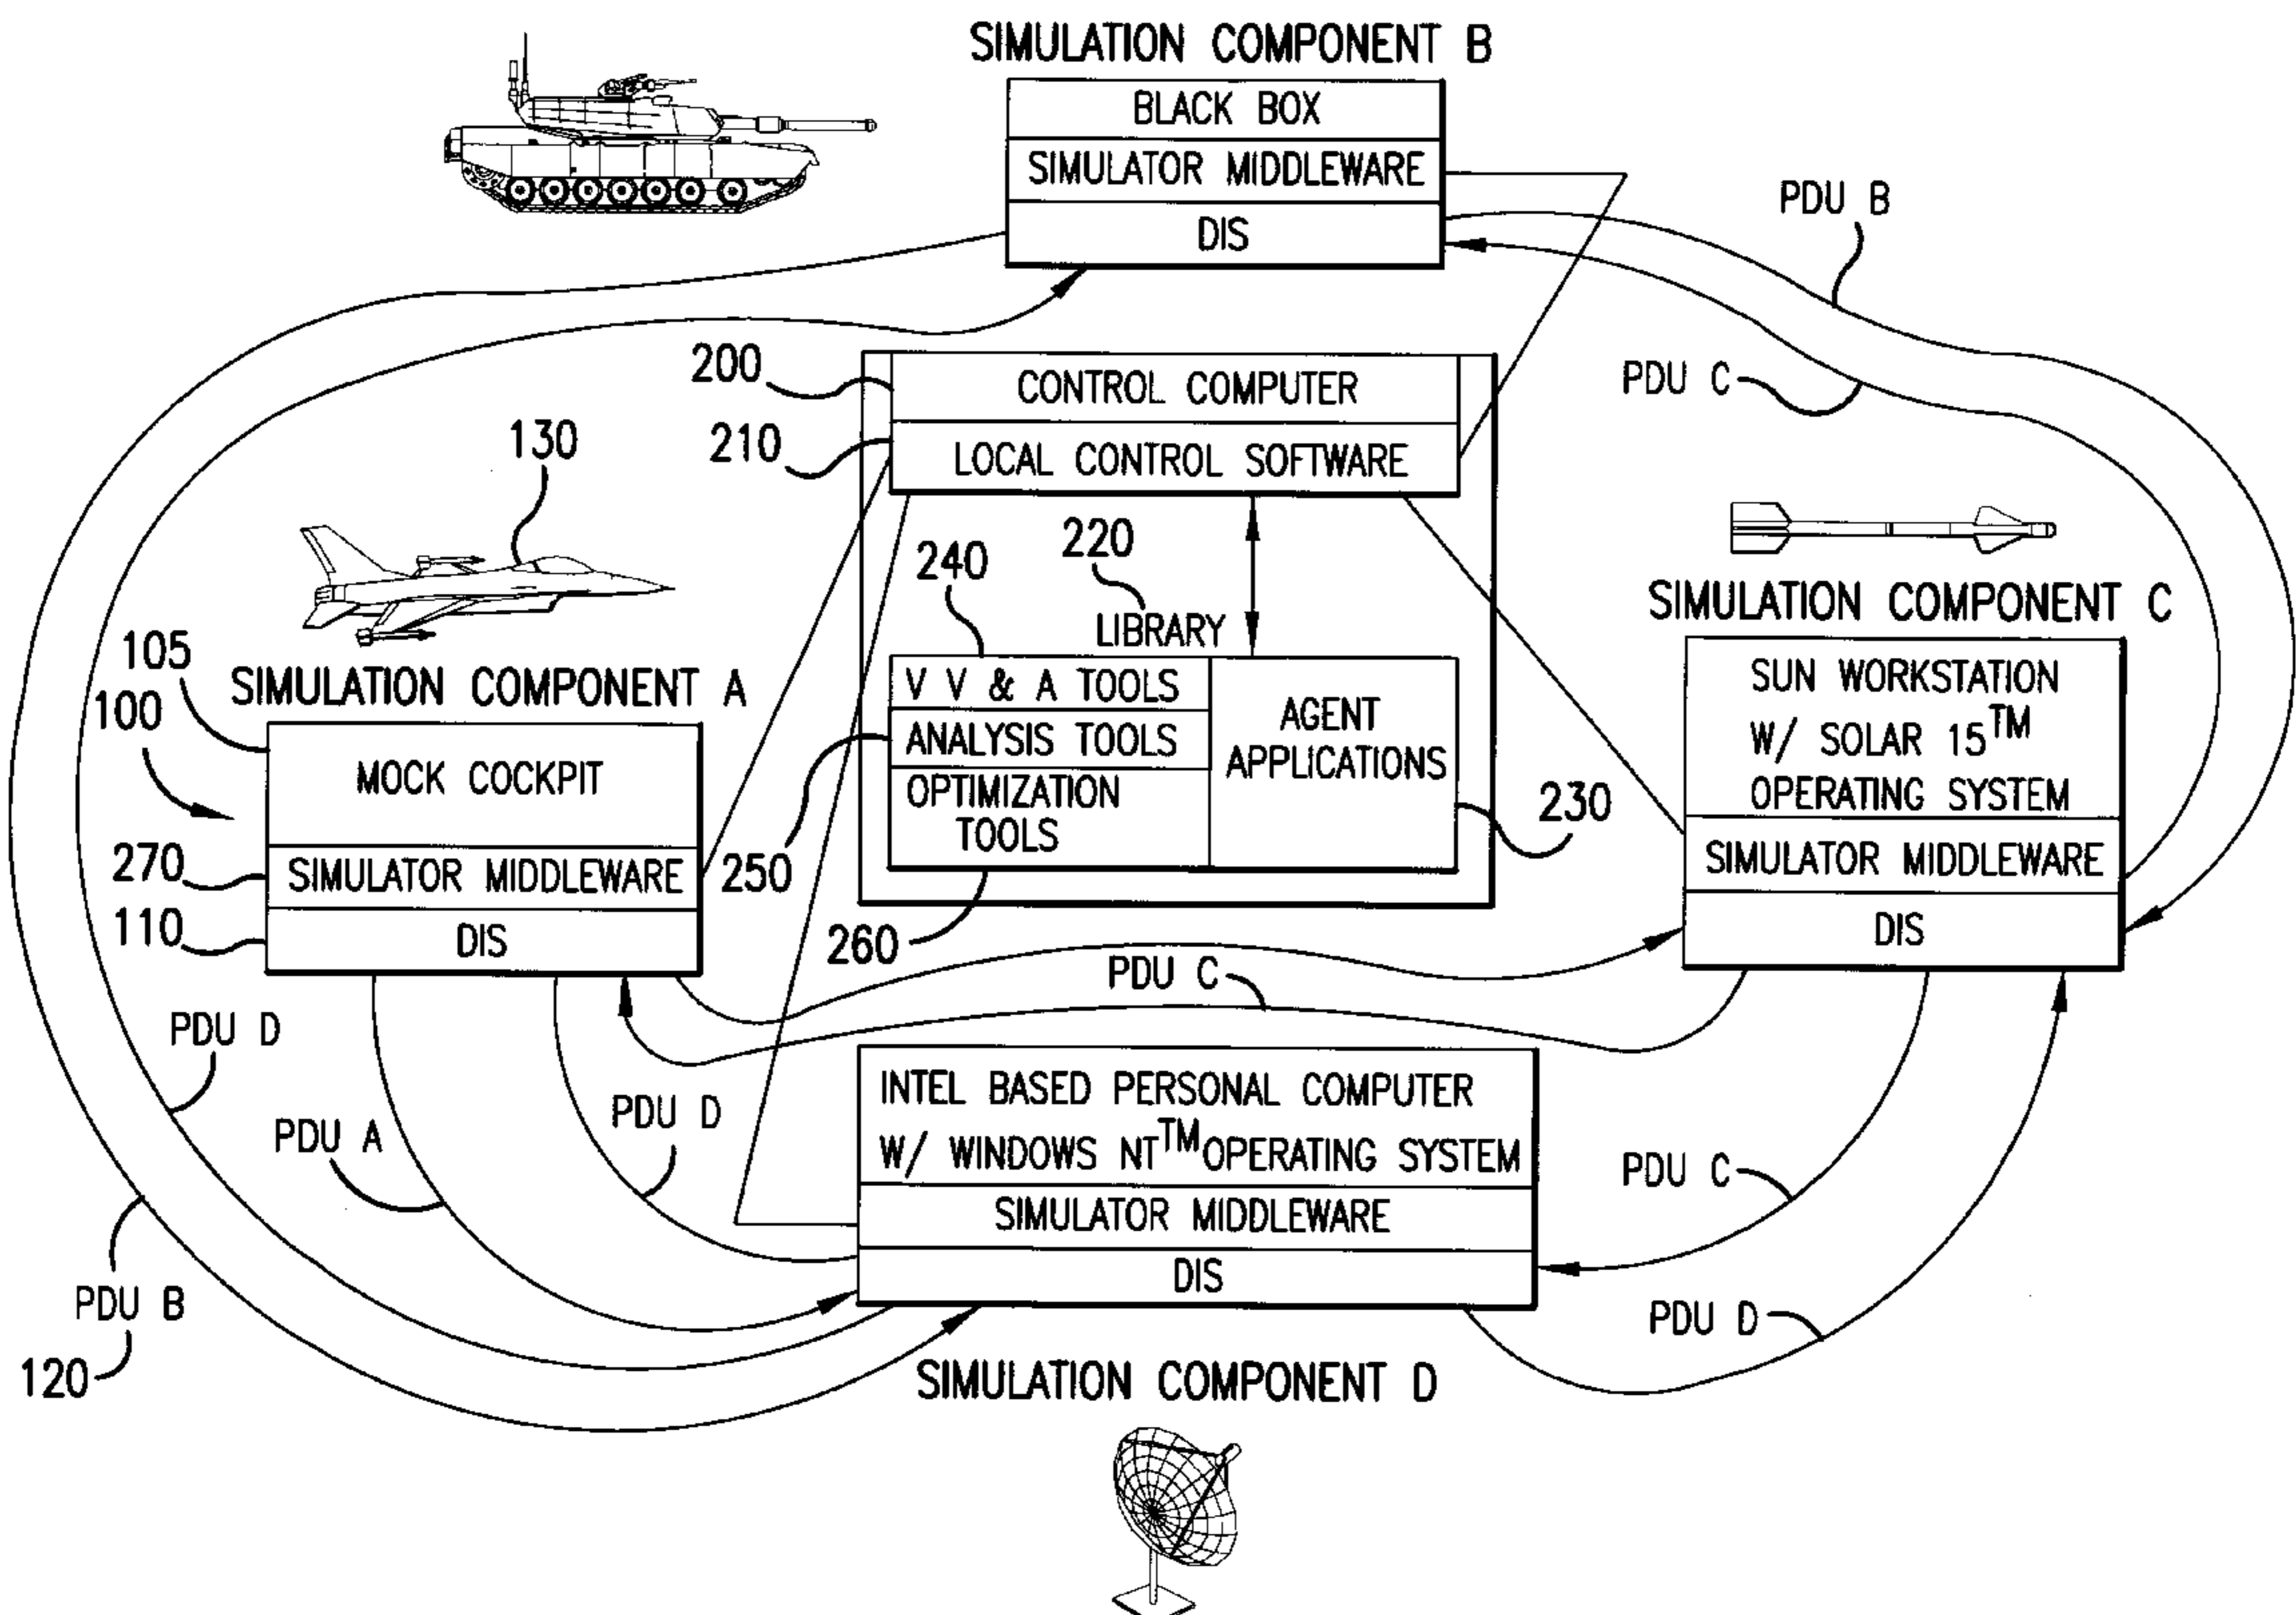 SIMULATION COMPONENT B
BLACK BOX
SIMULATOR MIDDLEWARE
DIS
PDU B
PDU C
200
CONTROL COMPUTER
210
LOCAL CONTROL SOFTWARE
130
220
LIBRARY
240
V V & A TOOLS
ANALYSIS TOOLS
OPTIMIZATION
TOOLS
AGENT
APPLICATIONS
250
260
230
SIMULATION COMPONENT C
SUN WORKSTATION
W/ SOLAR 15™
OPERATING SYSTEM
SIMULATOR MIDDLEWARE
DIS
105
SIMULATION COMPONENT A
100
MOCK COCKPIT
270
SIMULATOR MIDDLEWARE
110
DIS
PDU C
PDU D
PDU A
PDU D
INTEL BASED PERSONAL COMPUTER
W/ WINDOWS NT™ OPERATING SYSTEM
SIMULATOR MIDDLEWARE
DIS
PDU C
PDU D
PDU B
120
SIMULATION COMPONENT D